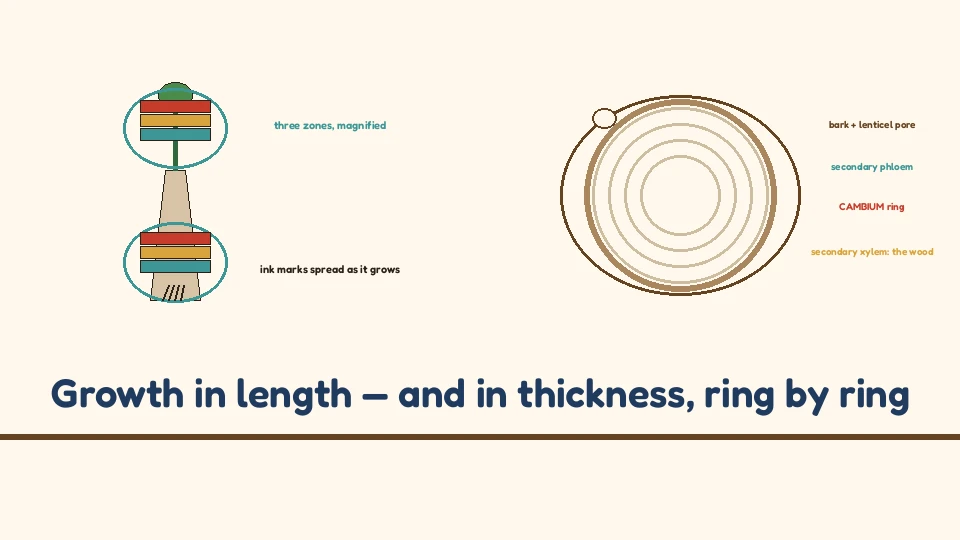 three zones, magnified
ink marks spread as it grows
bark + lenticel pore
secondary phloem
CAMBIUM ring
secondary xylem: the wood
Growth in length — and in thickness, ring by ring